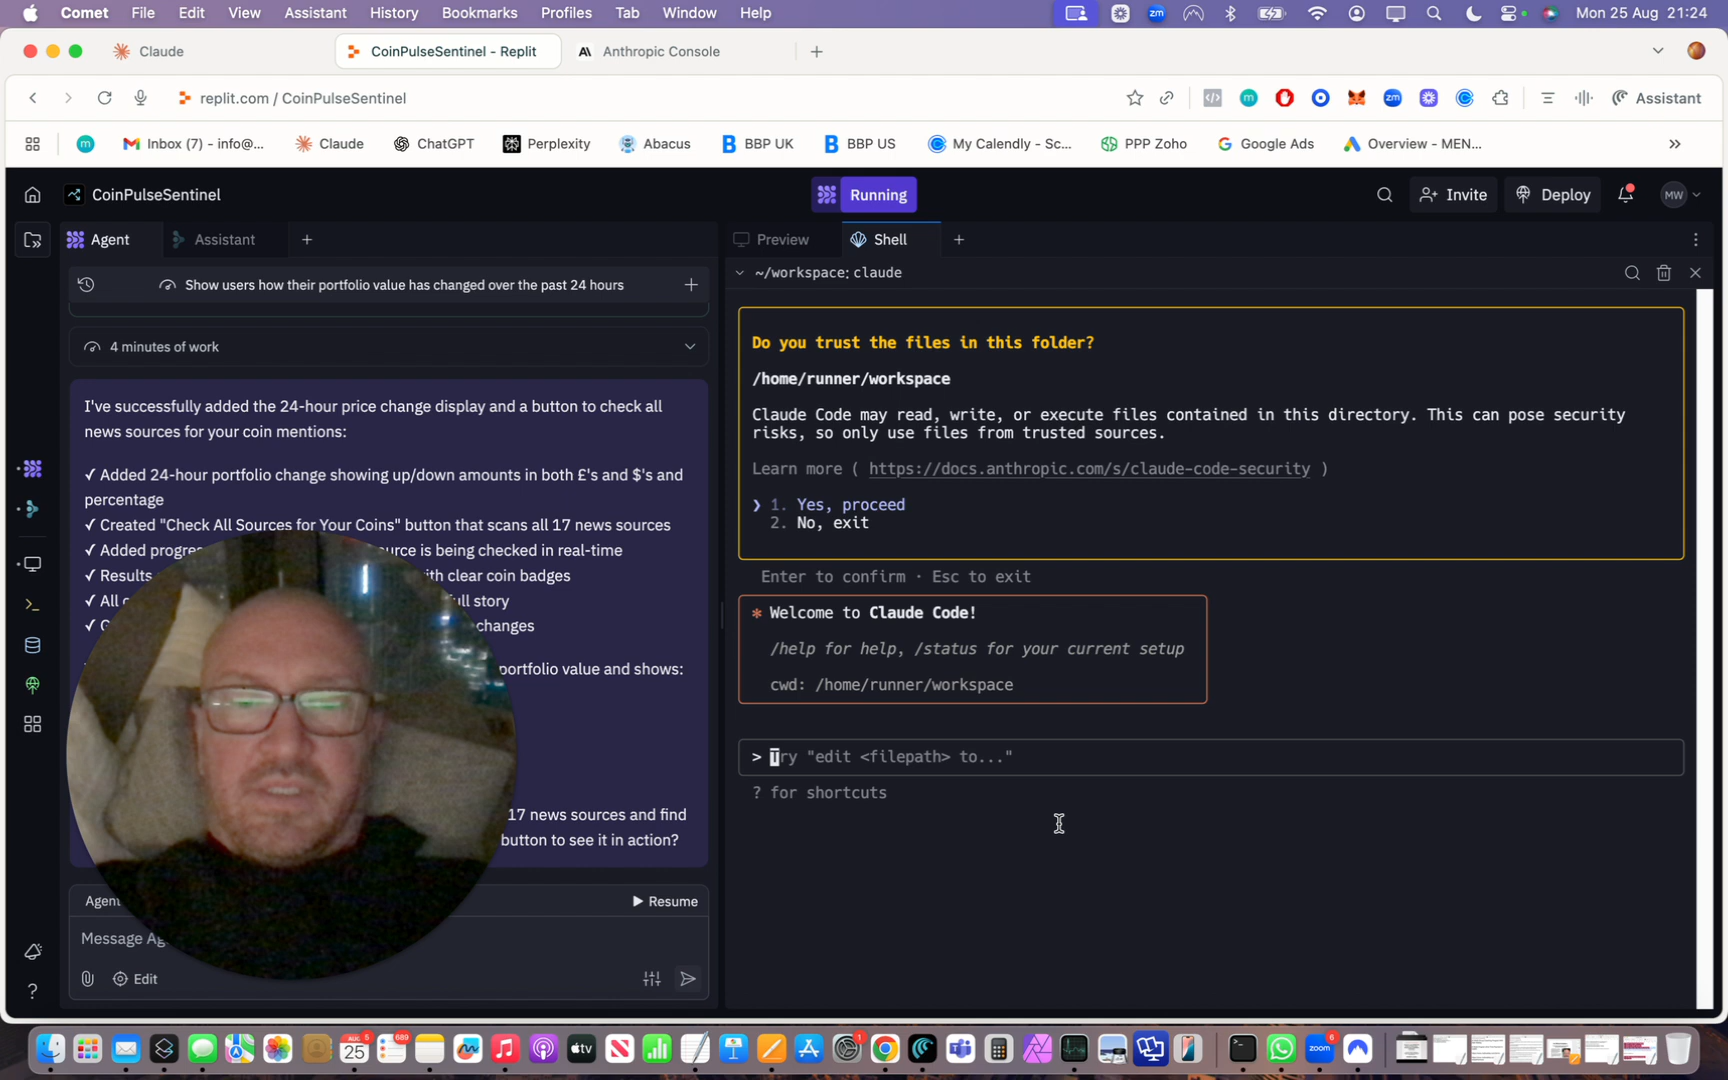 Comet File Edit View Assistant History Bookmarks Profiles Tab Window Help Mon 25 Aug 21:24
Claude CoinPulseSentinel - Replit Anthropic Console
replit.com / CoinPulseSentinel Assistant
Inbox (7) - info@... Claude ChatGPT Perplexity Abacus BBP UK BBP US My Calendly - Sc... PPP Zoho Google Ads Overview - MEN...
CoinPulseSentinel Running Invite Deploy MW
Agent Assistant
Preview Shell
Show users how their portfolio value has changed over the past 24 hours
4 minutes of work
I've successfully added the 24-hour price change display and a button to check all
news sources for your coin mentions:
✓ Added 24-hour portfolio change showing up/down amounts in both £'s and $'s and
percentage
✓ Created "Check All Sources for Your Coins" button that scans all 17 news sources
✓ Added progre urce is being checked in real-time
✓ Results ith clear coin badges
✓ All ull story
✓ changes
portfolio value and shows:
17 news sources and find
button to see it in action?
Agent Resume
Message Ag
Edit
~/workspace: claude
Do you trust the files in this folder?
/home/runner/workspace
Claude Code may read, write, or execute files contained in this directory. This can pose security
risks, so only use files from trusted sources.
Learn more ( https://docs.anthropic.com/s/claude-code-security )
❯ 1. Yes, proceed
2. No, exit
Enter to confirm · Esc to exit
✻ Welcome to Claude Code!
/help for help, /status for your current setup
cwd: /home/runner/workspace
> Try "edit <filepath> to..."
? for shortcuts